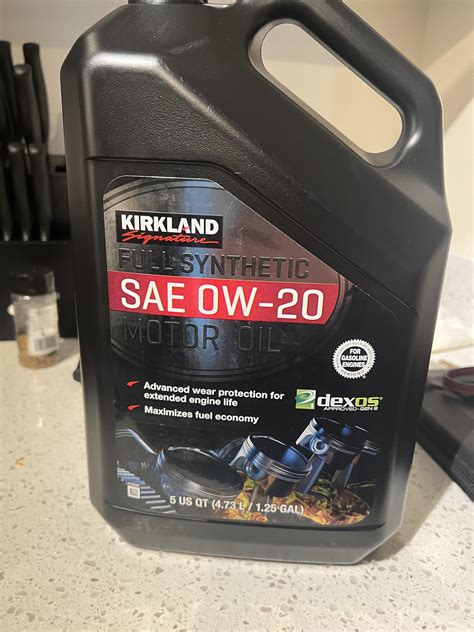 KIRKLAND
Signature
FULL SYNTHETIC
SAE 0W-20
MOTOR OIL
FOR
GASOLINE
ENGINES
Advanced wear protection for
extended engine life
Maximizes fuel economy
dexos
APPROVED-GEN 2
5 US QT (4.73 L / 1.25 GAL)